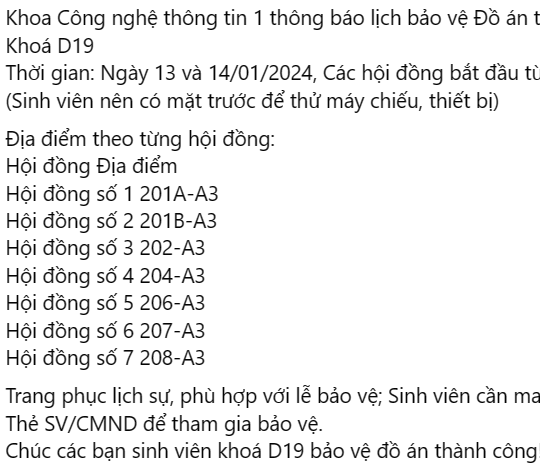 Khoa Công nghệ thông tin 1 thông báo lịch bảo vệ Đồ án
Khoá D19
Thời gian: Ngày 13 và 14/01/2024, Các hội đồng bắt đầu từ
(Sinh viên nên có mặt trước để thử máy chiếu, thiết bị)
Địa điểm theo từng hội đồng:
Hội đồng Địa điểm
Hội đồng số 1 201A-A3
Hội đồng số 2 201B-A3
Hội đồng số 3 202-A3
Hội đồng số 4 204-A3
Hội đồng số 5 206-A3
Hội đồng số 6 207-A3
Hội đồng số 7 208-A3
Trang phục lịch sự, phù hợp với lễ bảo vệ; Sinh viên cần
Thẻ SV/CMND để tham gia bảo vệ.
Chúc các bạn sinh viên khoá D19 bảo vệ đồ án thành công!